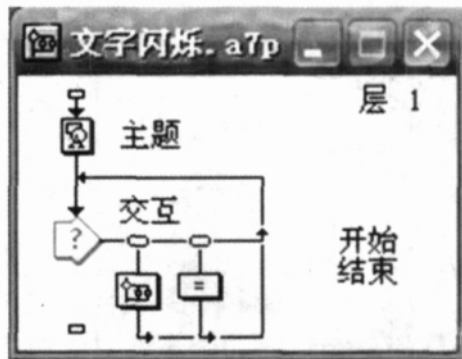 文字闪烁.a7p
层 1
主题
交互
?
=
开始
结束